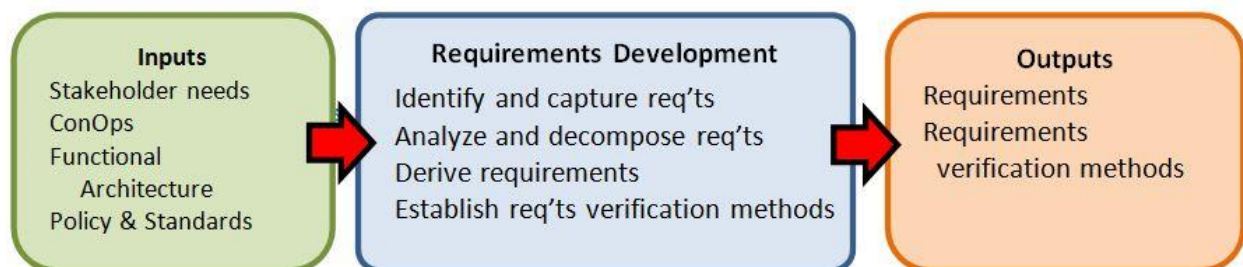 Inputs
Stakeholder needs
ConOps
Functional
Architecture
Policy & Standards
Requirements Development
Identify and capture req'ts
Analyze and decompose req'ts
Derive requirements
Establish req'ts verification methods
Outputs
Requirements
Requirements
verification methods